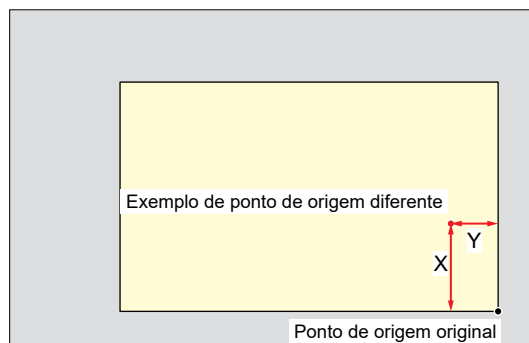 Exemplo de ponto de origem diferente
Y
X
Ponto de origem original